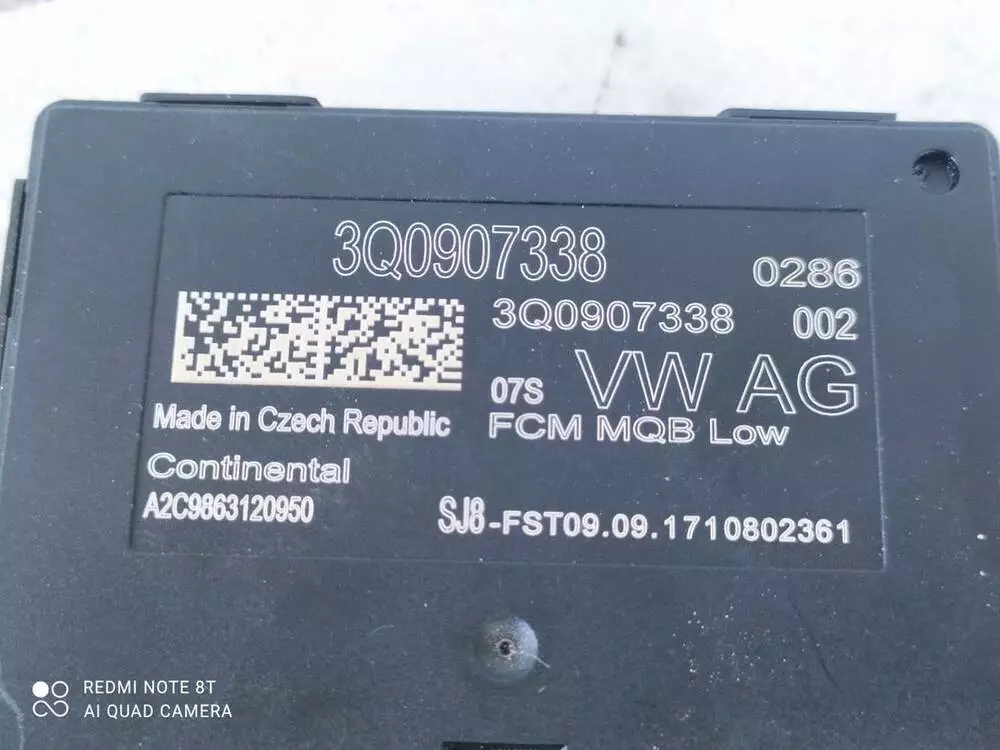 3Q0907338
0286
3Q0907338 002
07S VW AG
FCM MQB Low
Made in Czech Republic
Continental
A2C9863120950
SJ8-FST09.09.1710802361
REDMI NOTE 8T
AI QUAD CAMERA